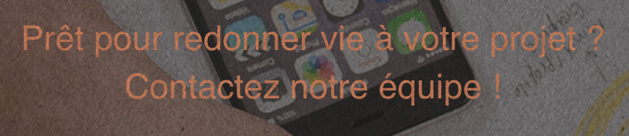 Prêt pour redonner vie à votre projet ?
Contactez notre équipe !